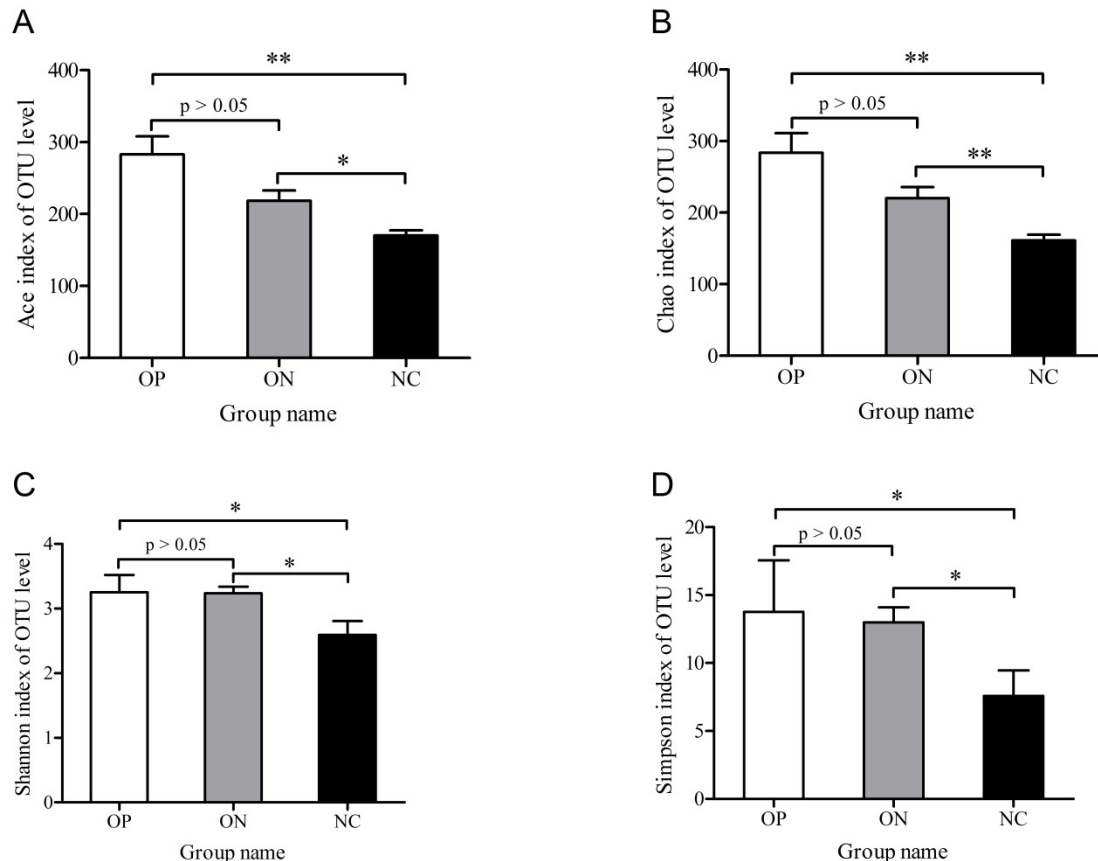 A
Ace index of OTU level
400
300
200
100
0
**
p > 0.05
*
OP ON NC
Group name
B
Chao index of OTU level
400
300
200
100
0
**
p > 0.05
**
OP ON NC
Group name
C
Shannon index of OTU level
4
3
2
1
0
*
p > 0.05
*
OP ON NC
Group name
D
Simpson index of OTU level
20
15
10
5
0
*
p > 0.05
*
OP ON NC
Group name